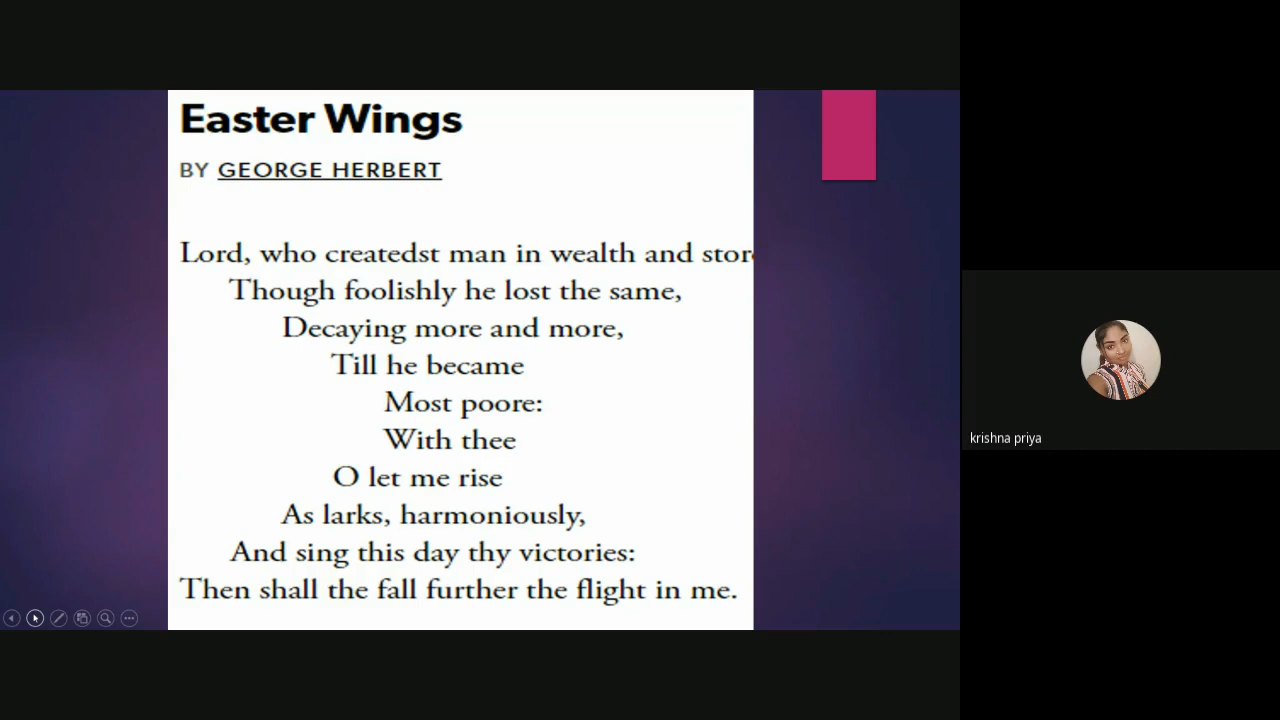 Easter Wings
BY GEORGE HERBERT
Lord, who createdst man in wealth and store
Though foolishly he lost the same,
Decaying more and more,
Till he became
Most poore:
With thee
O let me rise
As larks, harmoniously,
And sing this day thy victories:
Then shall the fall further the flight in me.
krishna priya